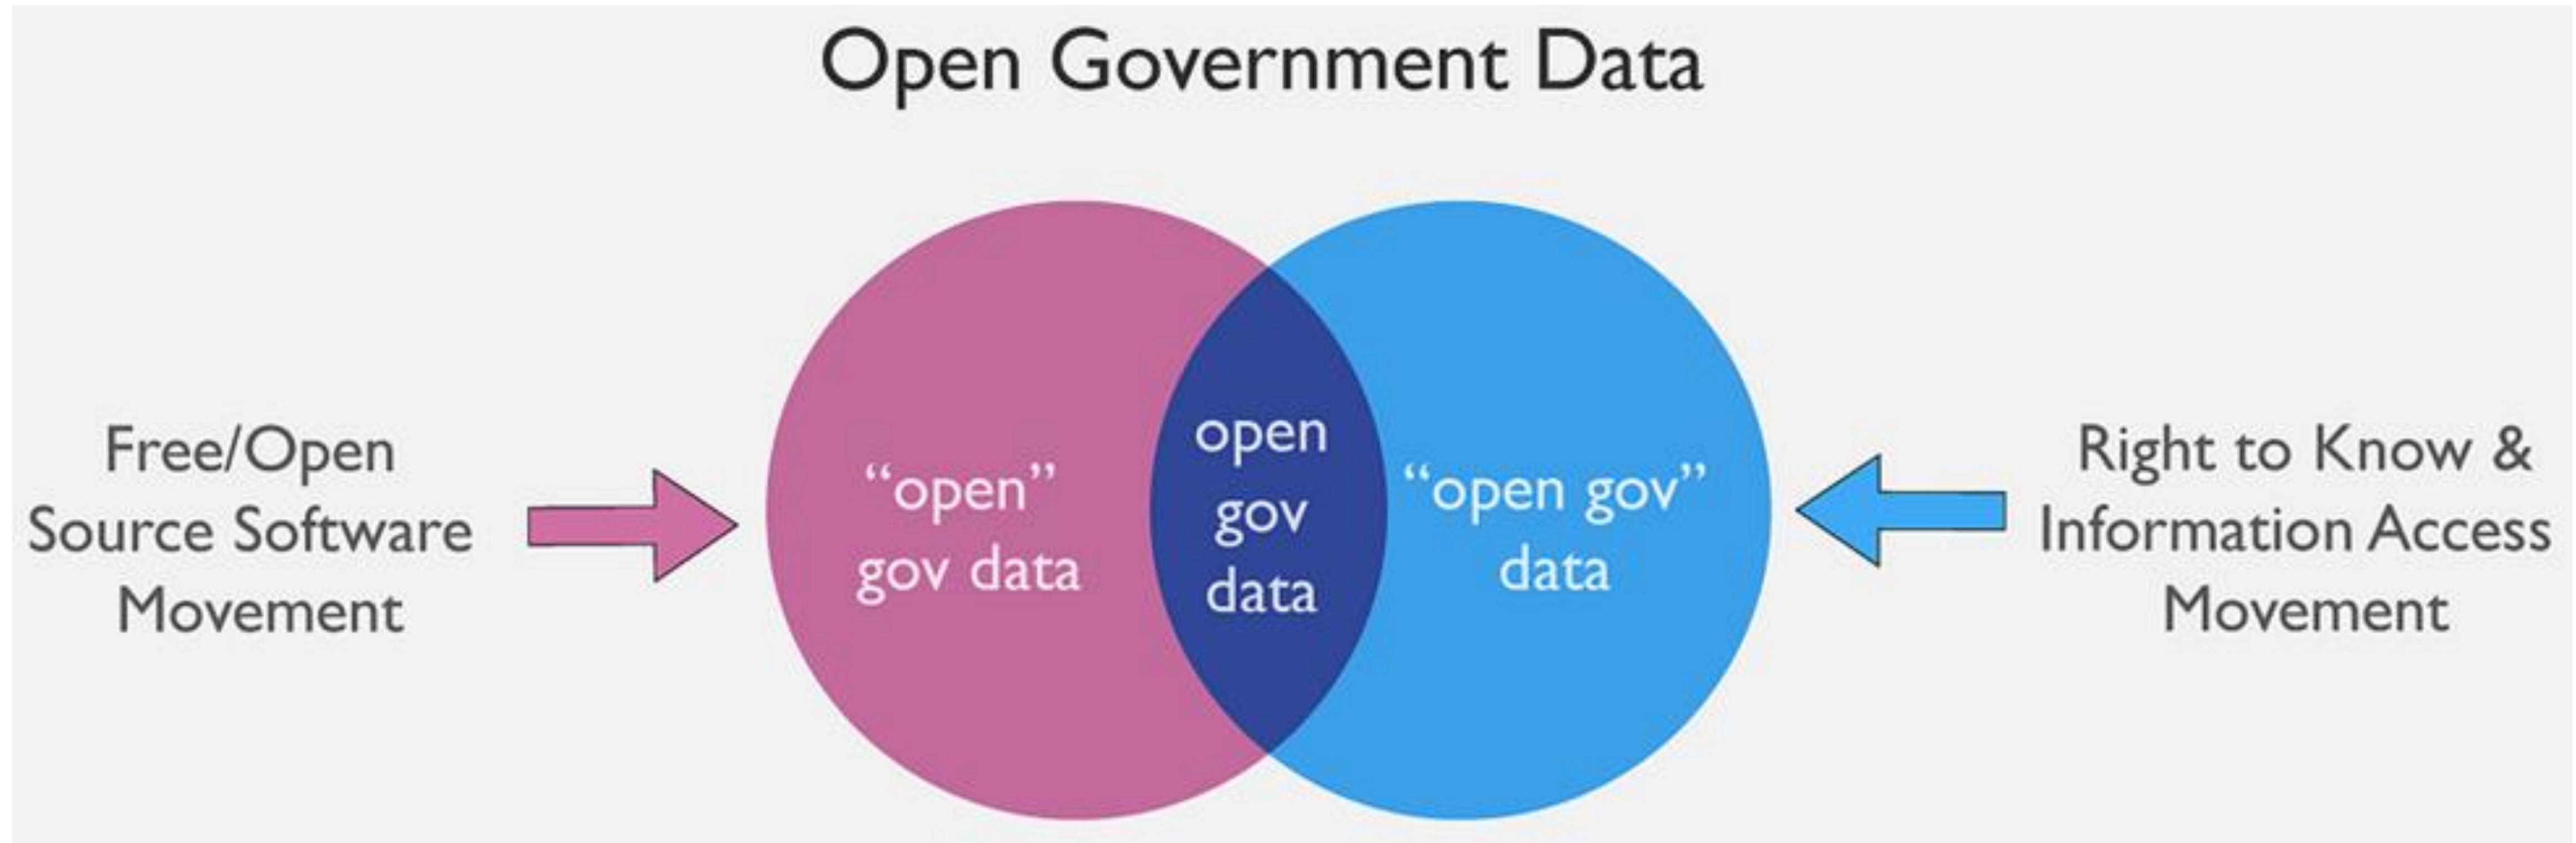 Open Government Data
Free/Open
Source Software
Movement
“open”
gov data
open
gov
data
“open gov”
data
Right to Know &
Information Access
Movement